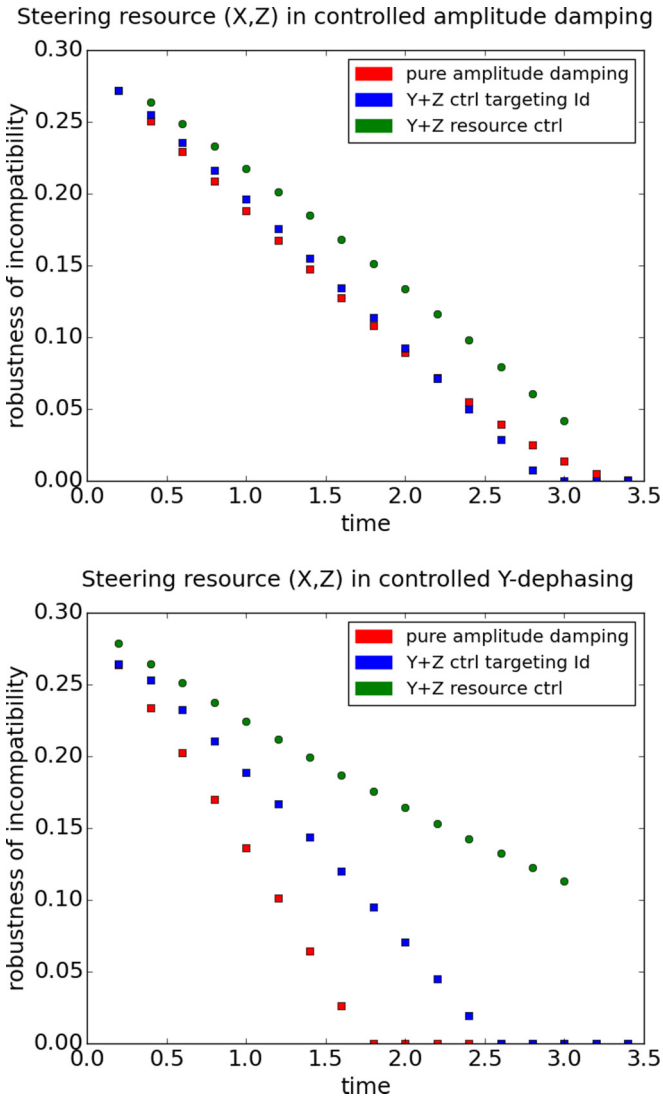 Steering resource (X,Z) in controlled amplitude damping
0.30
0.25
0.20
0.15
0.10
0.05
0.00
robustness of incompatibility
pure amplitude damping
Y+Z ctrl targeting Id
Y+Z resource ctrl
0.0 0.5 1.0 1.5 2.0 2.5 3.0 3.5
time
Steering resource (X,Z) in controlled Y-dephasing
0.30
0.25
0.20
0.15
0.10
0.05
0.00
robustness of incompatibility
pure amplitude damping
Y+Z ctrl targeting Id
Y+Z resource ctrl
0.0 0.5 1.0 1.5 2.0 2.5 3.0 3.5
time